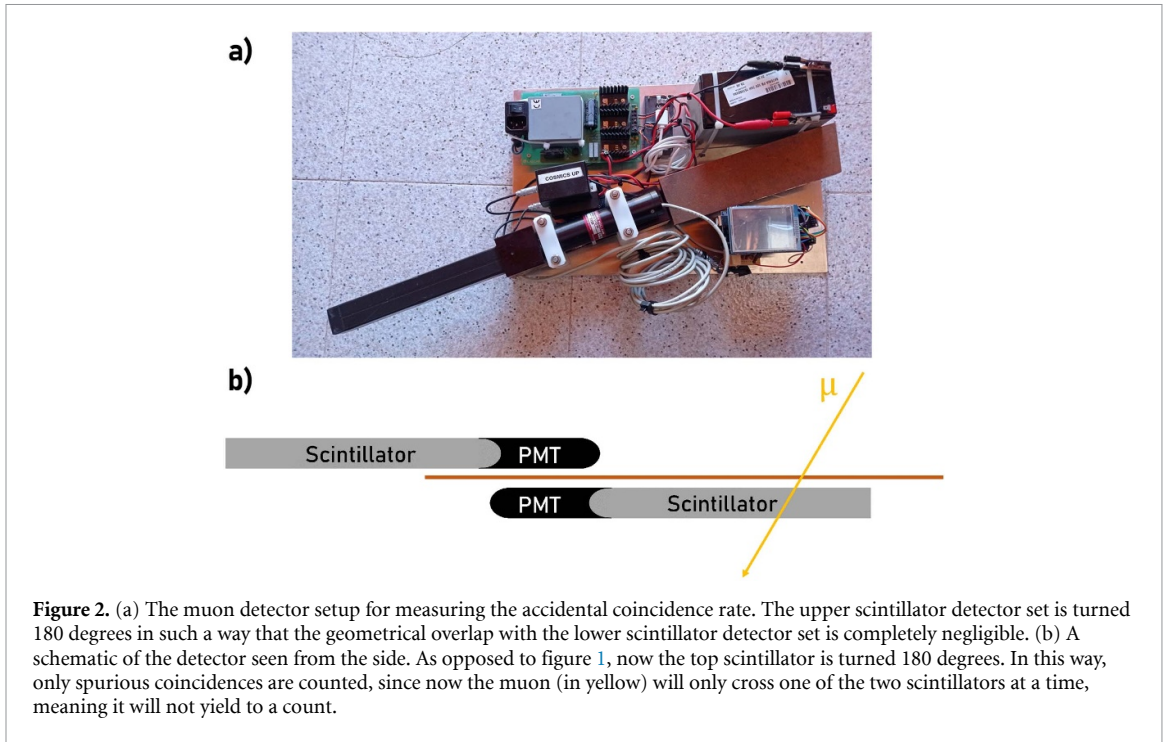 a)
COSMICS UP
b)
μ
Scintillator
PMT
PMT
Scintillator
Figure 2. (a) The muon detector setup for measuring the accidental coincidence rate. The upper scintillator detector set is turned
180 degrees in such a way that the geometrical overlap with the lower scintillator detector set is completely negligible. (b) A
schematic of the detector seen from the side. As opposed to figure 1, now the top scintillator is turned 180 degrees. In this way,
only spurious coincidences are counted, since now the muon (in yellow) will only cross one of the two scintillators at a time,
meaning it will not yield to a count.